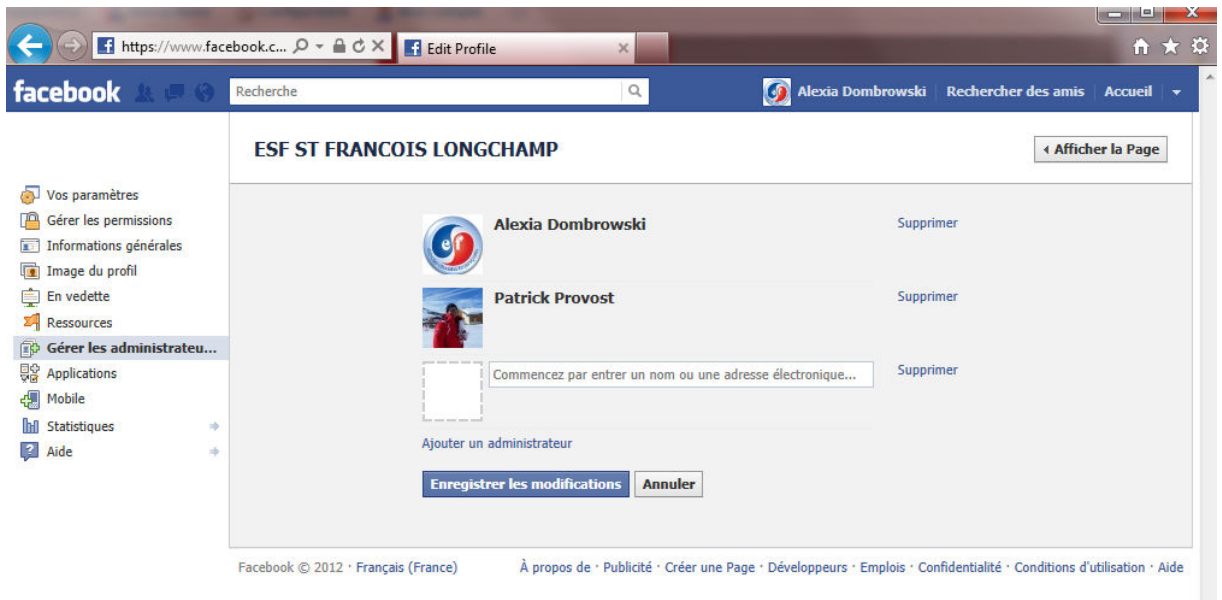 https://www.facebook.c...
Edit Profile
facebook
Recherche
Alexia Dombrowski
Rechercher des amis
Accueil
ESF ST FRANCOIS LONGCHAMP
Afficher la Page
Vos paramètres
Gérer les permissions
Informations générales
Image du profil
En vedette
Ressources
Gérer les administrateu...
Applications
Mobile
Statistiques
Aide
Alexia Dombrowski
Supprimer
Patrick Provost
Supprimer
Commencez par entrer un nom ou une adresse électronique...
Supprimer
Ajouter un administrateur
Enregistrer les modifications
Annuler
Facebook © 2012 · Français (France)
À propos de · Publicité · Créer une Page · Développeurs · Emplois · Confidentialité · Conditions d'utilisation · Aide